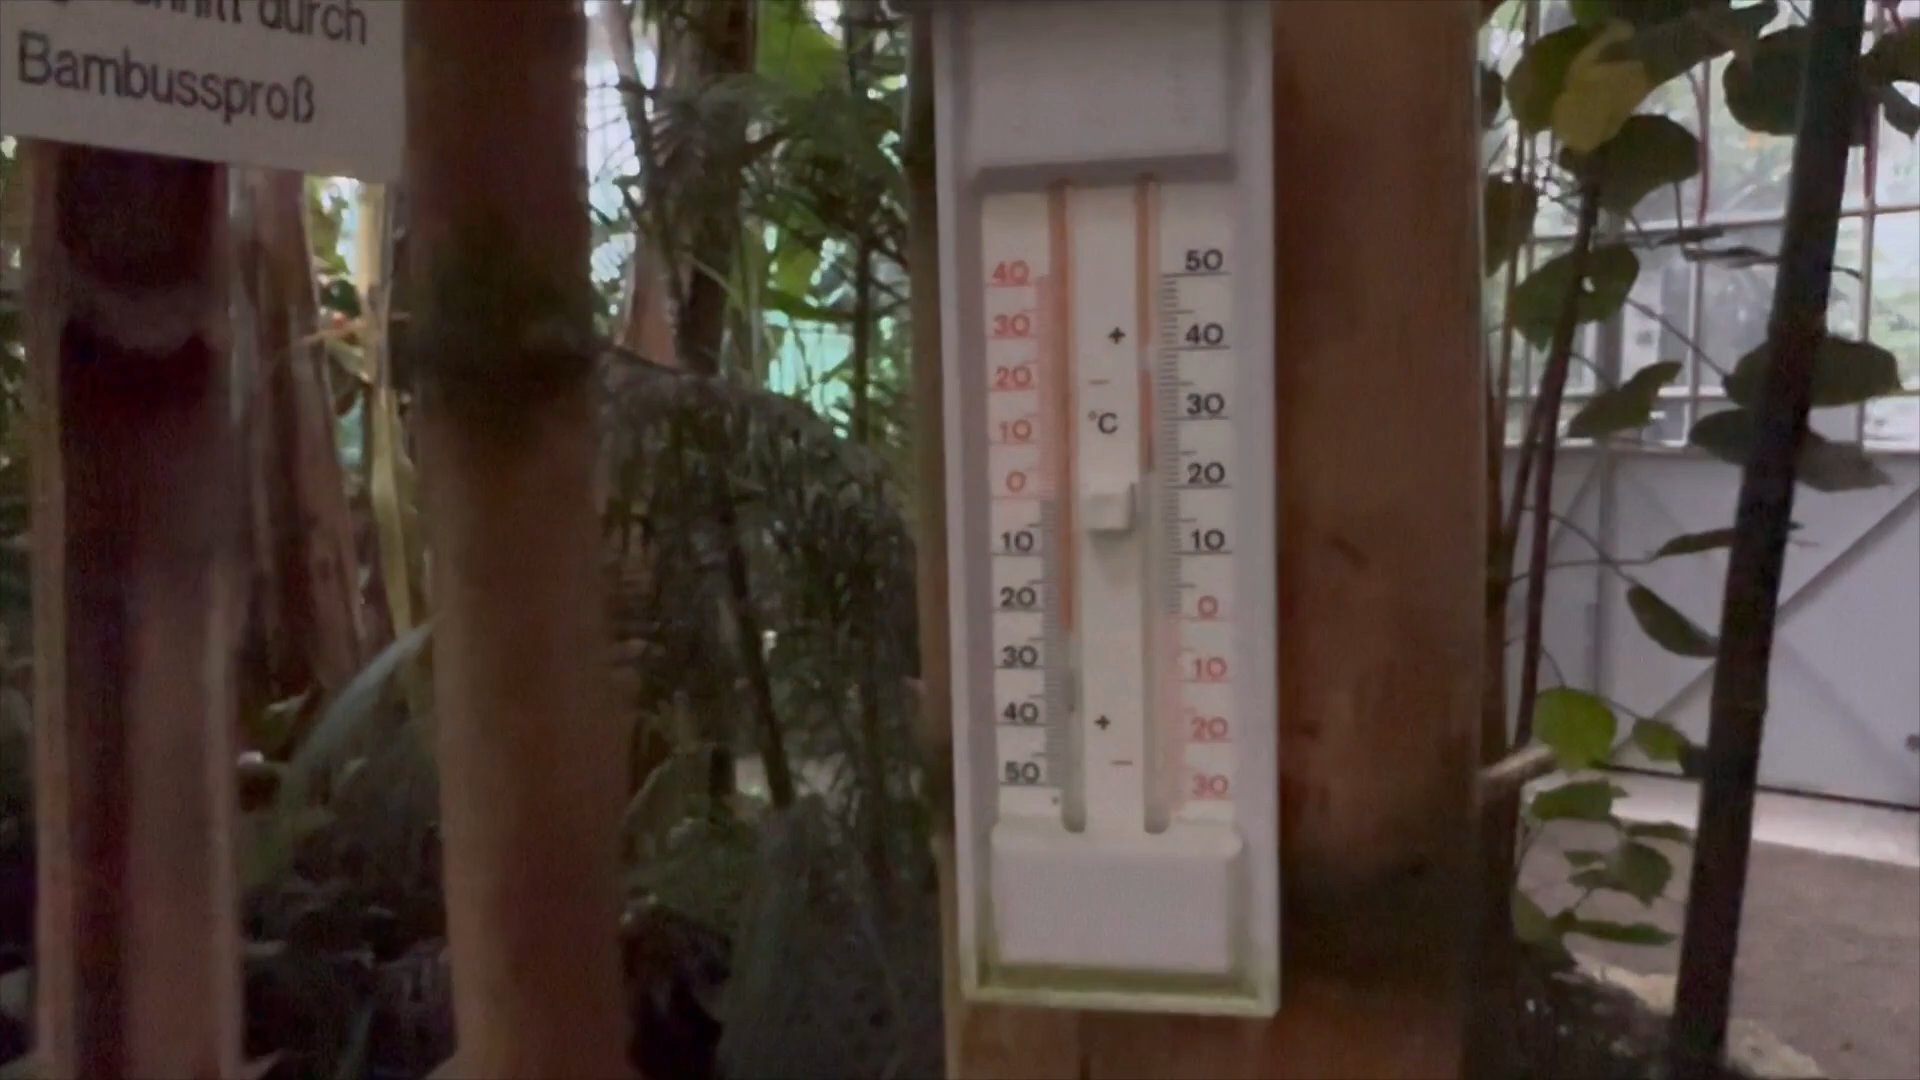 durch
Bambussproß
40 50
30 + 40
20 −
°C 30
10
0 20
10 10
20 0
30 10
40 + 20
50 − 30